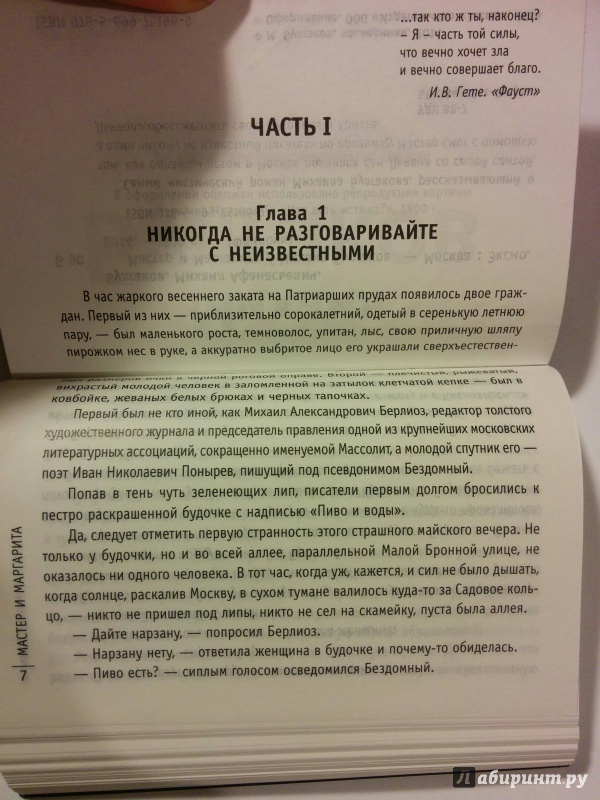 ...так кто ж ты, наконец?
– Я – часть той силы,
что вечно хочет зла
и вечно совершает благо.
И.В. Гете. «Фауст»
ЧАСТЬ I
Глава 1
НИКОГДА НЕ РАЗГОВАРИВАЙТЕ
С НЕИЗВЕСТНЫМИ
В час жаркого весеннего заката на Патриарших прудах появилось двое граж-
дан. Первый из них — приблизительно сорокалетний, одетый в серенькую летнюю
пару, — был маленького роста, темноволос, упитан, лыс, свою приличную шляпу
пирожком нес в руке, а аккуратно выбритое лицо его украшали сверхъестествен-
ных размеров очки в черной роговой оправе. Второй — плечистый, рыжеватый,
вихрастый молодой человек в заломленной на затылок клетчатой кепке — был в
ковбойке, жеваных белых брюках и черных тапочках.
Первый был не кто иной, как Михаил Александрович Берлиоз, редактор толстого
художественного журнала и председатель правления одной из крупнейших московских
литературных ассоциаций, сокращенно именуемой Массолит, а молодой спутник его —
поэт Иван Николаевич Понырев, пишущий под псевдонимом Бездомный.
Попав в тень чуть зеленеющих лип, писатели первым долгом бросились к
пестро раскрашенной будочке с надписью «Пиво и воды».
Да, следует отметить первую странность этого страшного майского вечера. Не
только у будочки, но и во всей аллее, параллельной Малой Бронной улице, не
оказалось ни одного человека. В тот час, когда уж, кажется, и сил не было дышать,
когда солнце, раскалив Москву, в сухом тумане валилось куда-то за Садовое коль-
цо, — никто не пришел под липы, никто не сел на скамейку, пуста была аллея.
— Дайте нарзану, — попросил Берлиоз.
— Нарзану нету, — ответила женщина в будочке и почему-то обиделась.
— Пиво есть? — сиплым голосом осведомился Бездомный.
МАСТЕР И МАРГАРИТА
7
Лабиринт.ру